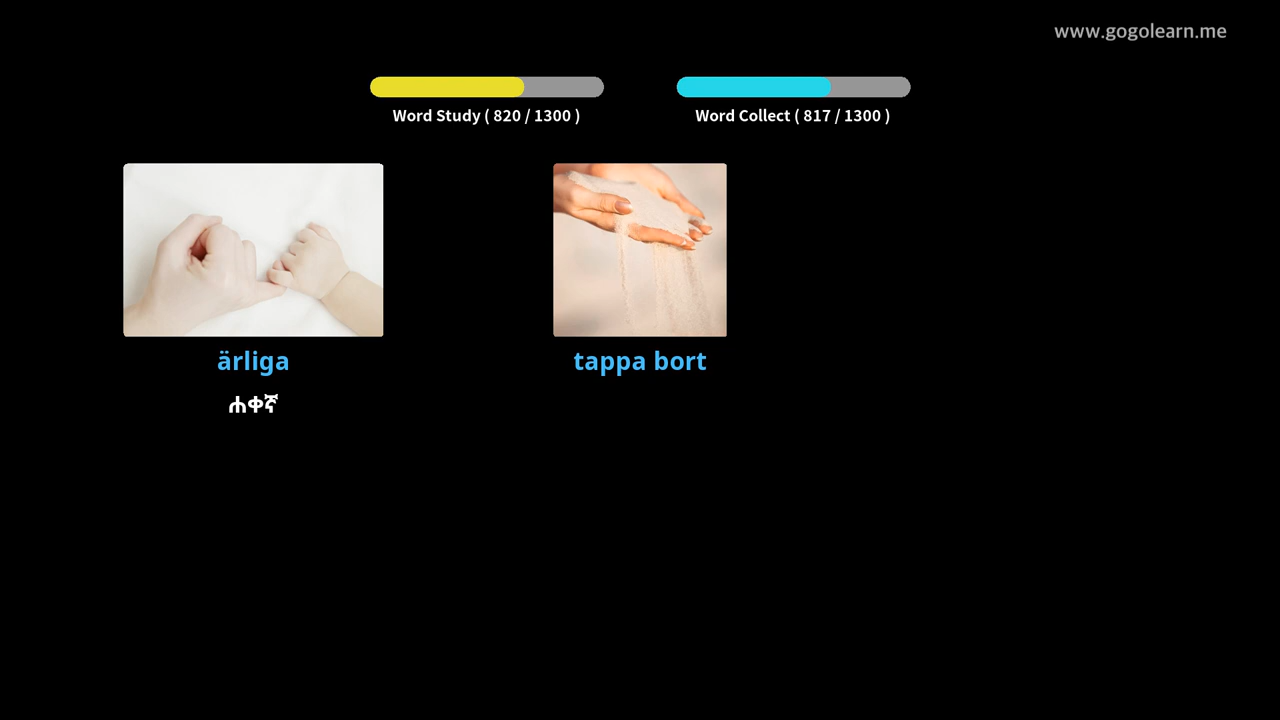 www.gogolearn.me
Word Study ( 820 / 1300 )
Word Collect ( 817 / 1300 )
ärliga
tappa bort
ሐቀኛ